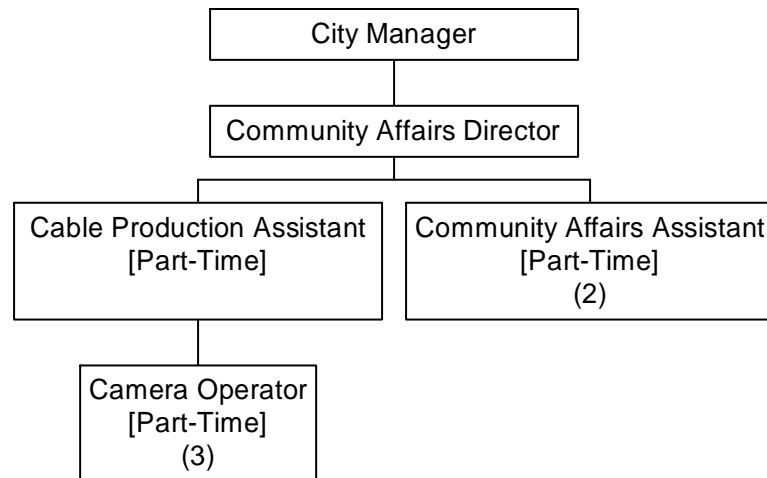 City Manager
Community Affairs Director
Cable Production Assistant
[Part-Time]
Community Affairs Assistant
[Part-Time]
(2)
Camera Operator
[Part-Time]
(3)